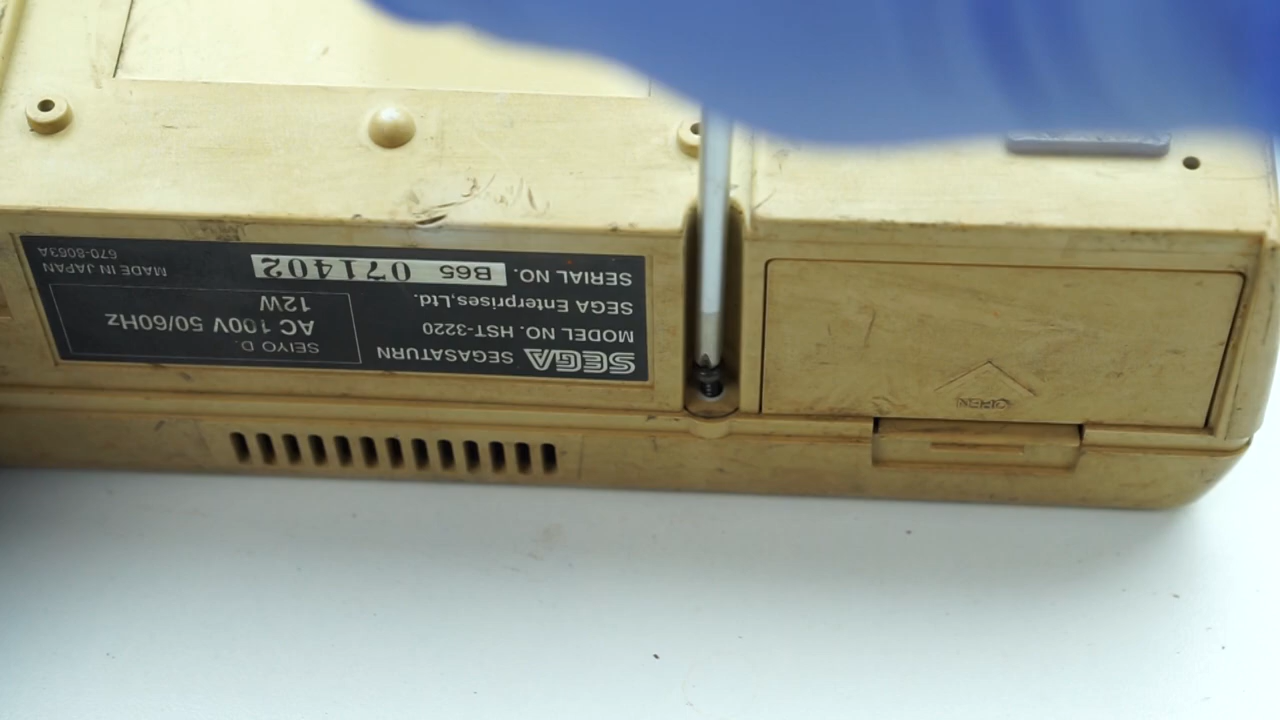 SEGA SEGASATURN
MODEL NO. HST-3220
SEGA Enterprises,Ltd.
SERIAL NO. B65 071402
SEIYO D.
AC 100V 50/60Hz
12W
MADE IN JAPAN
670-8063A
OPEN